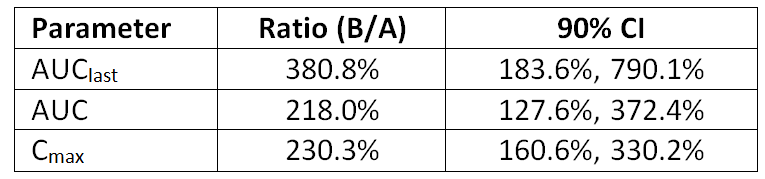 Parameter Ratio (B/A) 90% CI
AUClast 380.8% 183.6%, 790.1%
AUC 218.0% 127.6%, 372.4%
Cmax 230.3% 160.6%, 330.2%